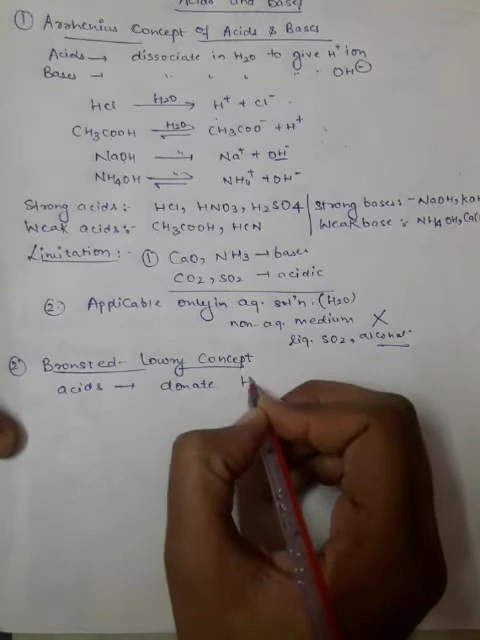 Acids and Bases
① Arrhenius Concept of Acids & Bases
Acids → dissociate in H2O to give H+ ion
Bases → " " " " OH⊖
HCl —H2O→ H+ + Cl-
CH3COOH ⇌H2O CH3COO- + H+
NaOH —"→ Na+ + OH-
NH4OH ⇌" NH4+ + OH-
Strong acids:- HCl, HNO3, H2SO4 | Strong bases:- NaOH, KOH
Weak acids:- CH3COOH, HCN | Weak base: NH4OH,
Limitation:- ① CaO, NH3 → bases
CO2, SO2 → acidic
②. Applicable only in aq. sol'n. (H2O)
non-aq. medium X
liq. SO2, alcohol.
② Bronsted-Lowry Concept
acids → donate H